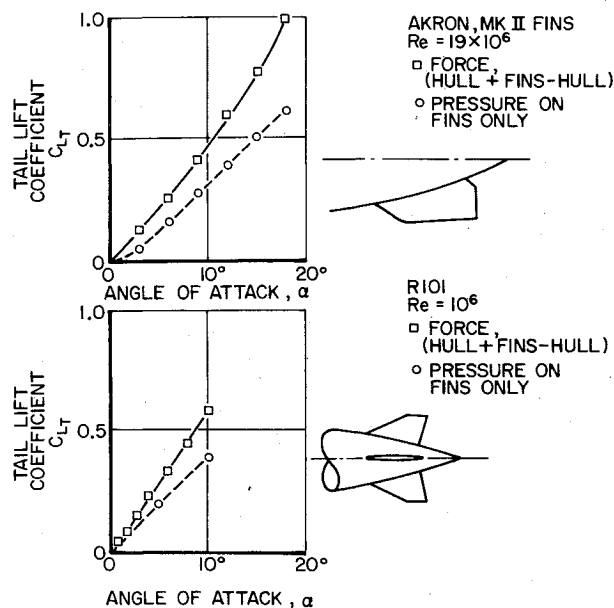 1.0
0.5
0
TAIL LIFT
COEFFICIENT
C_LT
0
10°
20°
ANGLE OF ATTACK, α
AKRON, MK II FINS
Re = 19×10⁶
□ FORCE,
(HULL + FINS-HULL)
○ PRESSURE ON
FINS ONLY
1.0
0.5
0
TAIL LIFT
COEFFICIENT
C_LT
0
10°
20°
ANGLE OF ATTACK, α
R101
Re = 10⁶
□ FORCE,
(HULL + FINS-HULL)
○ PRESSURE ON
FINS ONLY